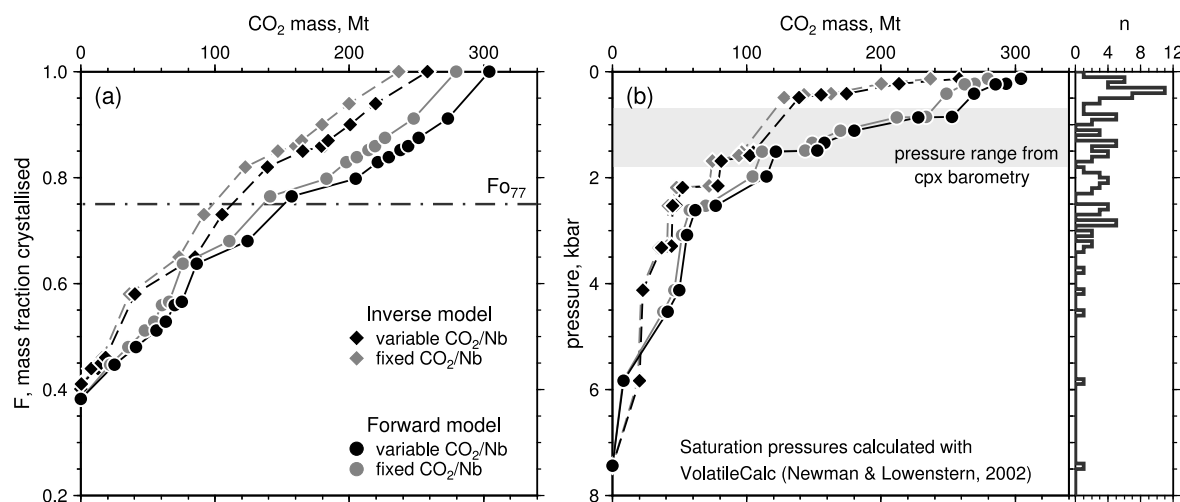 CO2 mass, Mt
0 100 200 300
1.0
0.8
0.6
0.4
0.2
F, mass fraction crystallised
(a)
Fo77
Inverse model
variable CO2/Nb
fixed CO2/Nb
Forward model
variable CO2/Nb
fixed CO2/Nb
CO2 mass, Mt
0 100 200 300
0
2
4
6
8
pressure, kbar
(b)
pressure range from
cpx barometry
Saturation pressures calculated with
VolatileCalc (Newman & Lowenstern, 2002)
n
0 4 8 12